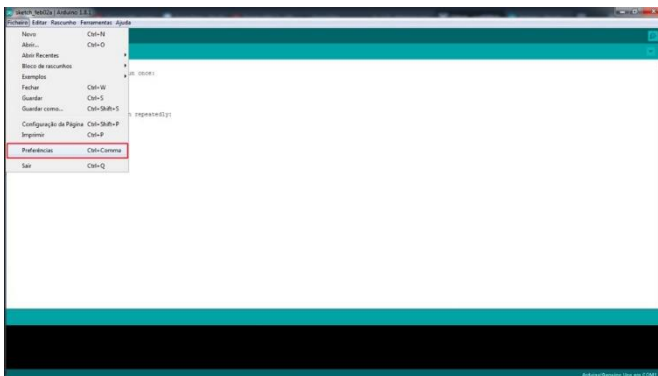 sketch_feb02a | Arduino 1.8.1
Ficheiro Editar Rascunho Ferramentas Ajuda
Novo Ctrl+N
Abrir... Ctrl+O
Abrir Recentes
Bloco de rascunhos
Exemplos
Fechar Ctrl+W
Guardar Ctrl+S
Guardar como... Ctrl+Shift+S
Configuração da Página Ctrl+Shift+P
Imprimir Ctrl+P
Preferências Ctrl+Comma
Sair Ctrl+Q
un once:
n repeatedly: